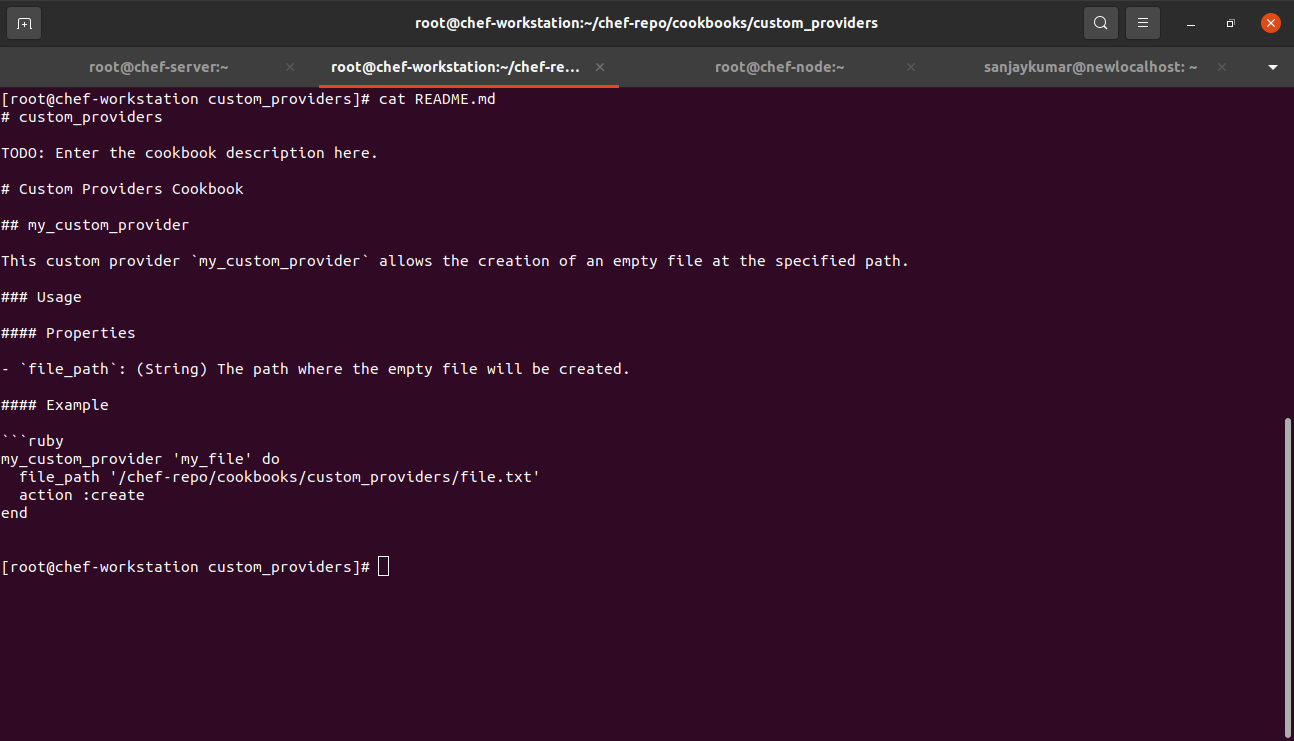 root@chef-workstation:~/chef-repo/cookbooks/custom_providers
root@chef-server:~
root@chef-workstation:~/chef-re...
root@chef-node:~
sanjaykumar@newlocalhost: ~
[root@chef-workstation custom_providers]# cat README.md
# custom_providers
TODO: Enter the cookbook description here.
# Custom Providers Cookbook
## my_custom_provider
This custom provider `my_custom_provider` allows the creation of an empty file at the specified path.
### Usage
#### Properties
- `file_path`: (String) The path where the empty file will be created.
#### Example
```ruby
my_custom_provider 'my_file' do
  file_path '/chef-repo/cookbooks/custom_providers/file.txt'
  action :create
end
[root@chef-workstation custom_providers]#